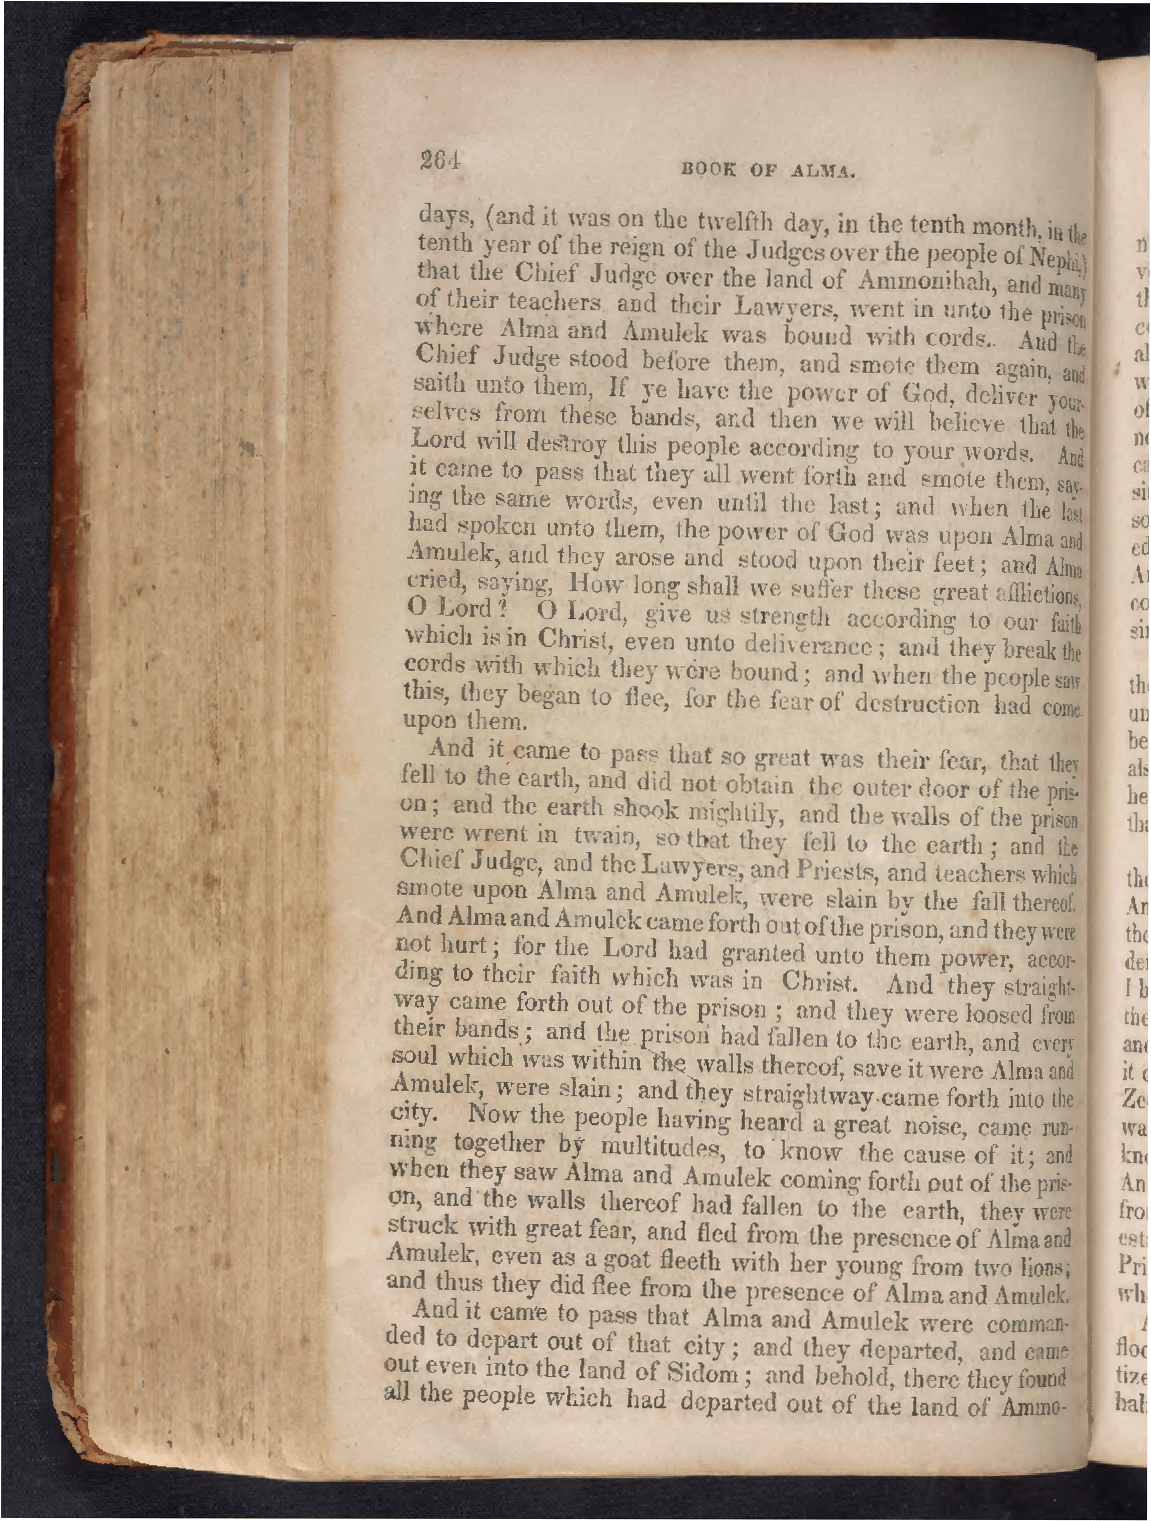 264 BOOK OF ALMA.
days, (and it was on the twelfth day, in the tenth month, in the
tenth year of the reign of the Judges over the people of Nephi,)
that the Chief Judge over the land of Ammonihah, and many
of their teachers and their Lawyers, went in unto the prison
where Alma and Amulek was bound with cords. And the
Chief Judge stood before them, and smote them again, and
saith unto them, If ye have the power of God, deliver your-
selves from these bands, and then we will believe that the
Lord will destroy this people according to your words. And
it came to pass that they all went forth and smote them, say-
ing the same words, even until the last; and when the last
had spoken unto them, the power of God was upon Alma and
Amulek, and they arose and stood upon their feet; and Alma
cried, saying, How long shall we suffer these great afflictions,
O Lord? O Lord, give us strength according to our faith
which is in Christ, even unto deliverance; and they break the
cords with which they were bound; and when the people saw
this, they began to flee, for the fear of destruction had come
upon them.
And it came to pass that so great was their fear, that they
fell to the earth, and did not obtain the outer door of the pris-
on; and the earth shook mightily, and the walls of the prison
were wrent in twain, so that they fell to the earth; and the
Chief Judge, and the Lawyers, and Priests, and teachers which
smote upon Alma and Amulek, were slain by the fall thereof.
And Alma and Amulek came forth out of the prison, and they were
not hurt; for the Lord had granted unto them power, accor-
ding to their faith which was in Christ. And they straight-
way came forth out of the prison; and they were loosed from
their bands; and the prison had fallen to the earth, and every
soul which was within the walls thereof, save it were Alma and
Amulek, were slain; and they straightway came forth into the
city. Now the people having heard a great noise, came run-
ning together by multitudes, to know the cause of it; and
when they saw Alma and Amulek coming forth out of the pris-
on, and the walls thereof had fallen to the earth, they were
struck with great fear, and fled from the presence of Alma and
Amulek, even as a goat fleeth with her young from two lions;
and thus they did flee from the presence of Alma and Amulek.
And it came to pass that Alma and Amulek were comman-
ded to depart out of that city; and they departed, and came
out even into the land of Sidom; and behold, there they found
all the people which had departed out of the land of Ammo-